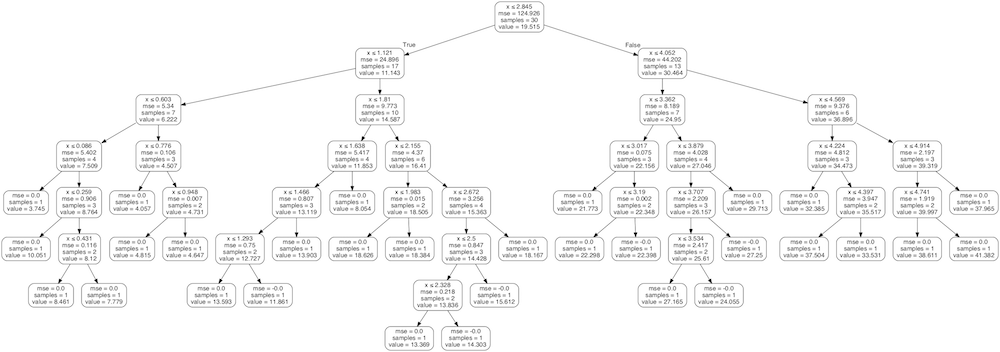 x ≤ 2.845
mse = 124.926
samples = 30
value = 19.515
True
False
x ≤ 1.121
mse = 24.896
samples = 17
value = 11.143
x ≤ 4.052
mse = 44.202
samples = 13
value = 30.464
x ≤ 0.603
mse = 5.34
samples = 7
value = 6.222
x ≤ 1.81
mse = 9.773
samples = 10
value = 14.587
x ≤ 3.362
mse = 8.189
samples = 7
value = 24.95
x ≤ 4.569
mse = 9.376
samples = 6
value = 36.896
x ≤ 0.086
mse = 5.402
samples = 4
value = 7.509
x ≤ 0.776
mse = 0.106
samples = 3
value = 4.507
x ≤ 1.638
mse = 5.417
samples = 4
value = 11.853
x ≤ 2.155
mse = 4.37
samples = 6
value = 16.41
x ≤ 3.017
mse = 0.075
samples = 3
value = 22.156
x ≤ 3.879
mse = 4.028
samples = 4
value = 27.046
x ≤ 4.224
mse = 4.812
samples = 3
value = 34.473
x ≤ 4.914
mse = 2.197
samples = 3
value = 39.319
mse = 0.0
samples = 1
value = 3.745
x ≤ 0.259
mse = 0.906
samples = 3
value = 8.764
mse = 0.0
samples = 1
value = 4.057
x ≤ 0.948
mse = 0.007
samples = 2
value = 4.731
x ≤ 1.466
mse = 0.807
samples = 3
value = 13.119
mse = 0.0
samples = 1
value = 8.054
x ≤ 1.983
mse = 0.015
samples = 2
value = 18.505
x ≤ 2.672
mse = 3.256
samples = 4
value = 15.363
mse = 0.0
samples = 1
value = 21.773
x ≤ 3.19
mse = 0.002
samples = 2
value = 22.348
x ≤ 3.707
mse = 2.209
samples = 3
value = 26.157
mse = 0.0
samples = 1
value = 29.713
mse = 0.0
samples = 1
value = 32.385
x ≤ 4.397
mse = 3.947
samples = 2
value = 35.517
x ≤ 4.741
mse = 1.919
samples = 2
value = 39.997
mse = 0.0
samples = 1
value = 37.965
mse = 0.0
samples = 1
value = 10.051
x ≤ 0.431
mse = 0.116
samples = 2
value = 8.12
mse = 0.0
samples = 1
value = 4.815
mse = 0.0
samples = 1
value = 4.647
x ≤ 1.293
mse = 0.75
samples = 2
value = 12.727
mse = 0.0
samples = 1
value = 13.903
mse = 0.0
samples = 1
value = 18.626
mse = 0.0
samples = 1
value = 18.384
x ≤ 2.5
mse = 0.847
samples = 3
value = 14.428
mse = 0.0
samples = 1
value = 18.167
mse = 0.0
samples = 1
value = 22.298
mse = -0.0
samples = 1
value = 22.398
x ≤ 3.534
mse = 2.417
samples = 2
value = 25.61
mse = -0.0
samples = 1
value = 27.25
mse = 0.0
samples = 1
value = 37.504
mse = 0.0
samples = 1
value = 33.531
mse = 0.0
samples = 1
value = 38.611
mse = 0.0
samples = 1
value = 41.382
mse = 0.0
samples = 1
value = 8.461
mse = 0.0
samples = 1
value = 7.779
mse = 0.0
samples = 1
value = 13.593
mse = -0.0
samples = 1
value = 11.861
x ≤ 2.328
mse = 0.218
samples = 2
value = 13.836
mse = -0.0
samples = 1
value = 15.612
mse = 0.0
samples = 1
value = 27.165
mse = -0.0
samples = 1
value = 24.055
mse = 0.0
samples = 1
value = 13.369
mse = -0.0
samples = 1
value = 14.303